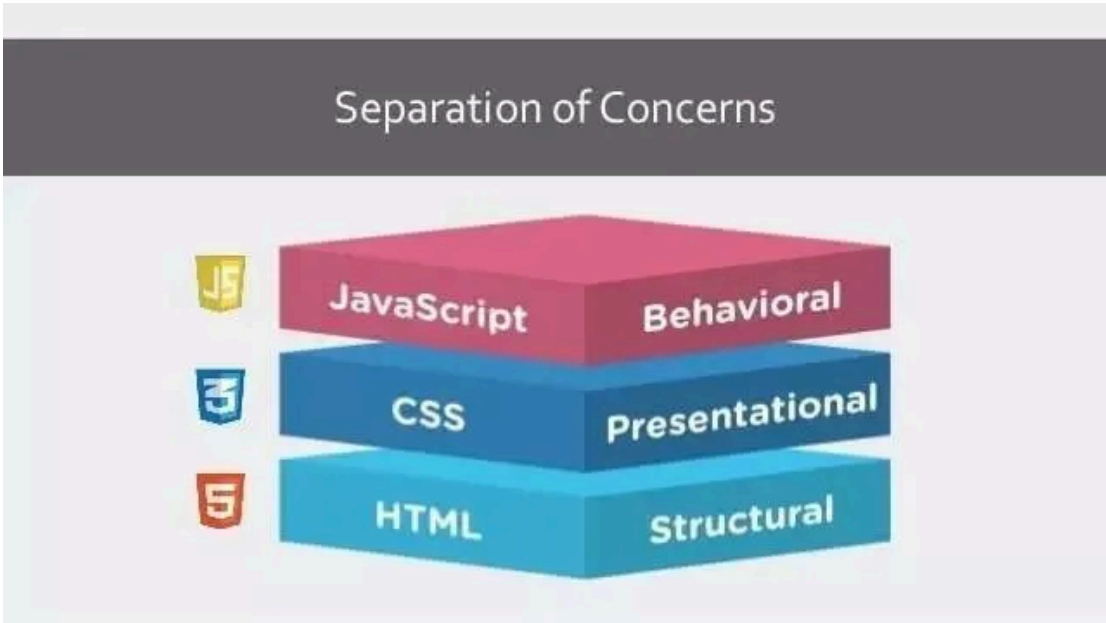 Separation of Concerns
JS
JavaScript
Behavioral
3
CSS
Presentational
5
HTML
Structural